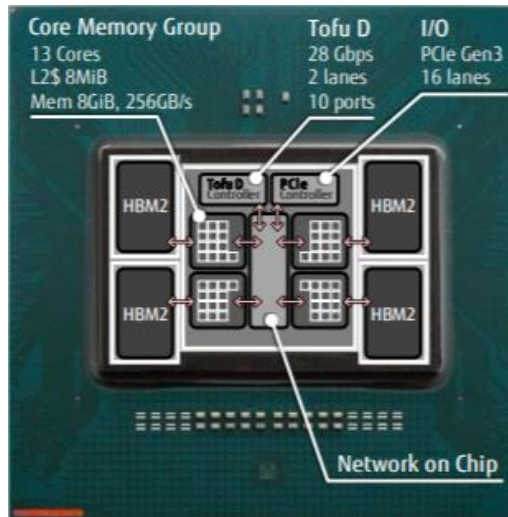 Core Memory Group
13 Cores
L2$ 8MiB
Mem 8GiB, 256GB/s
Tofu D
28 Gbps
2 lanes
10 ports
I/O
PCIe Gen3
16 lanes
Tofu D
Controller
PCIe
Controller
HBM2
HBM2
HBM2
HBM2
Network on Chip